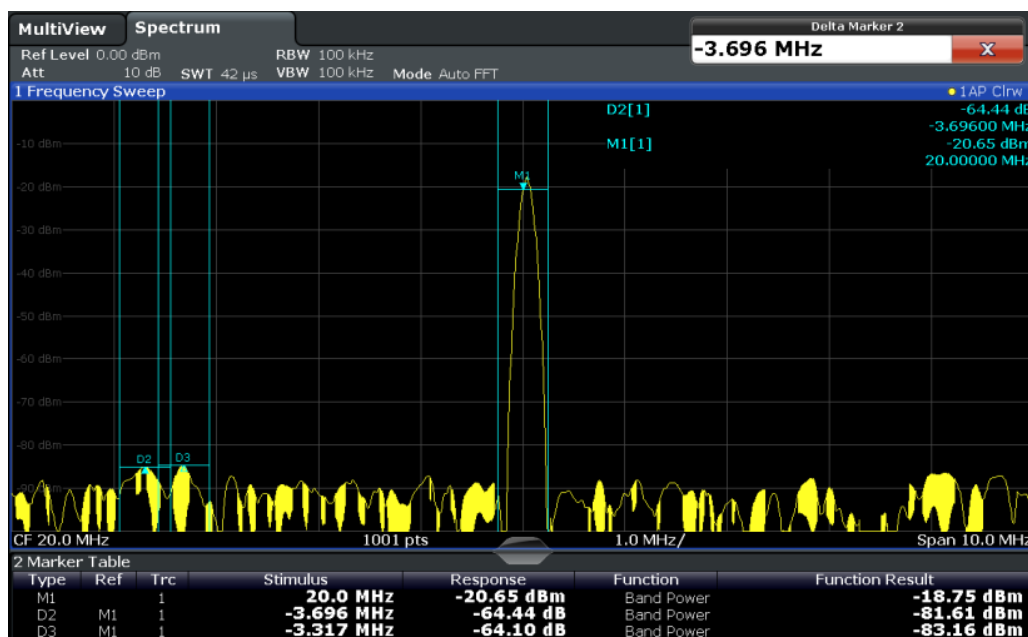 MultiView Spectrum
Delta Marker 2
-3.696 MHz X
Ref Level 0.00 dBm RBW 100 kHz
Att 10 dB SWT 42 µs VBW 100 kHz Mode Auto FFT
1 Frequency Sweep 1AP Clrw
D2[1] -64.44 dB
-3.69600 MHz
M1[1] -20.65 dBm
20.00000 MHz
-10 dBm
M1
-20 dBm
-30 dBm
-40 dBm
-50 dBm
-60 dBm
-70 dBm
-80 dBm
D2 D3
CF 20.0 MHz 1001 pts 1.0 MHz/ Span 10.0 MHz
2 Marker Table
Type Ref Trc Stimulus Response Function Function Result
M1 1 20.0 MHz -20.65 dBm Band Power -18.75 dBm
D2 M1 1 -3.696 MHz -64.44 dB Band Power -81.61 dBm
D3 M1 1 -3.317 MHz -64.10 dB Band Power -83.16 dBm